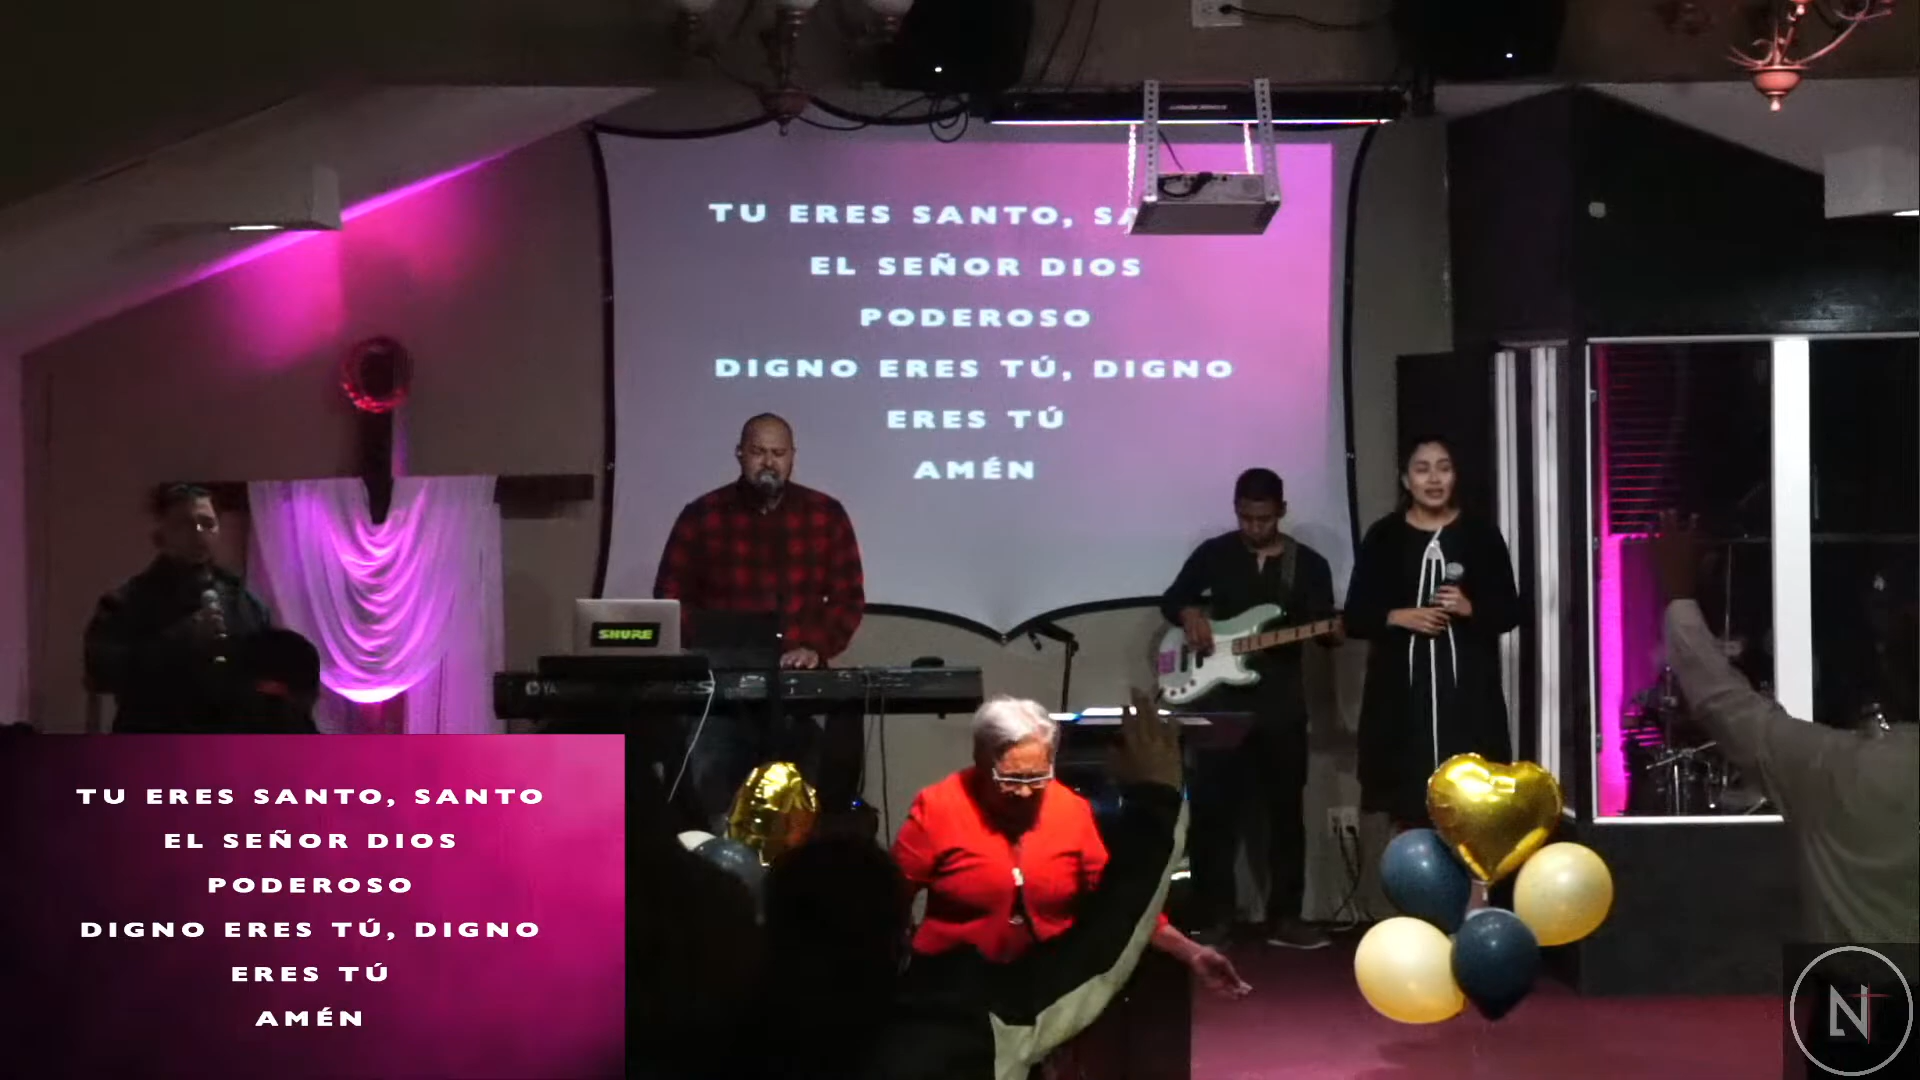 TU ERES SANTO, SA
EL SEÑOR DIOS
PODEROSO
DIGNO ERES TÚ, DIGNO
ERES TÚ
AMÉN
SHURE
YA
TU ERES SANTO, SANTO
EL SEÑOR DIOS
PODEROSO
DIGNO ERES TÚ, DIGNO
ERES TÚ
AMÉN
N